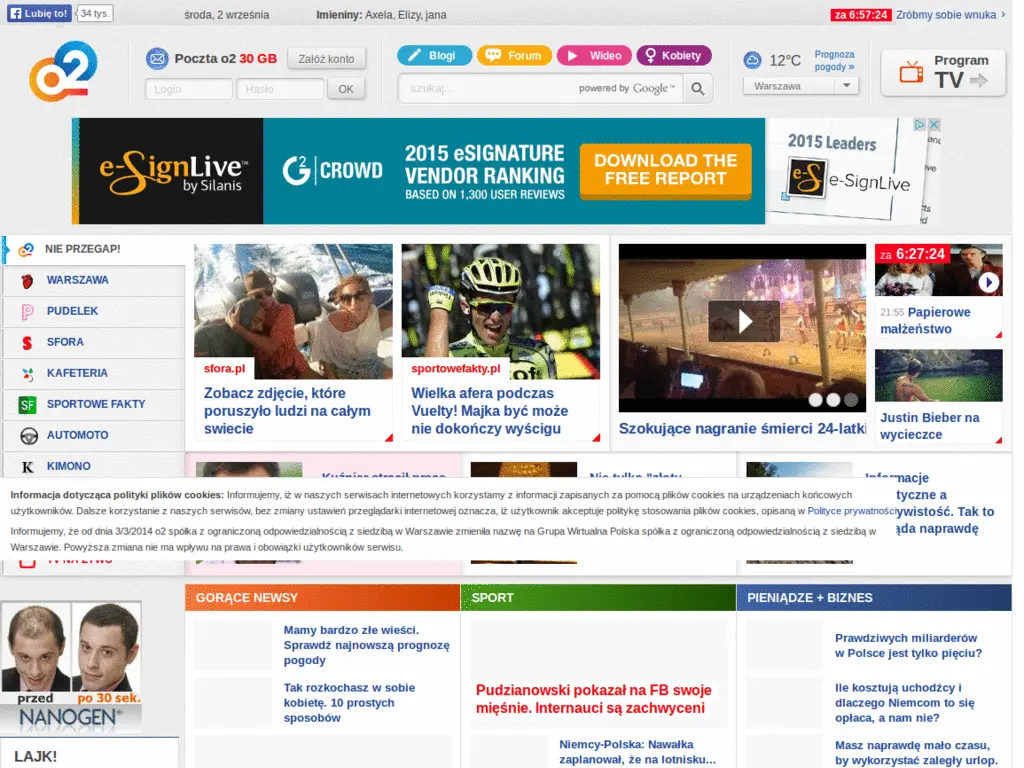 Lubię to! 34 tys.
środa, 2 września
Imieniny: Axela, Elizy, jana
za 6:57:24 Zróbmy sobie wnuka ›
o2
Poczta o2 30 GB Załóż konto
Login Hasło OK
Blogi Forum Wideo Kobiety
szukaj... powered by Google™
12°C Prognoza
pogody »
Warszawa
Program
TV
e-SignLive™
by Silanis
G2 | CROWD
2015 eSIGNATURE
VENDOR RANKING
BASED ON 1,300 USER REVIEWS
DOWNLOAD THE
FREE REPORT
2015 Leaders
e-SignLive
NIE PRZEGAP!
WARSZAWA
PUDELEK
SFORA
KAFETERIA
SPORTOWE FAKTY
AUTOMOTO
KIMONO
TV NA ŻYWO
sfora.pl
Zobacz zdjęcie, które
poruszyło ludzi na całym
swiecie
sportowefakty.pl
Wielka afera podczas
Vuelty! Majka być może
nie dokończy wyścigu
Szokujące nagranie śmierci 24-latki
za 6:27:24
21:55 Papierowe
małżeństwo
Justin Bieber na
wycieczce
Kuśnier stracił pracę
Nie tylko "złoty
Informacje
tyczne a
ywistość. Tak to
ąda naprawdę
Informacja dotycząca polityki plików cookies: Informujemy, iż w naszych serwisach internetowych korzystamy z informacji zapisanych za pomocą plików cookies na urządzeniach końcowych
użytkowników. Dalsze korzystanie z naszych serwisów, bez zmiany ustawień przeglądarki internetowej oznacza, iż użytkownik akceptuje politykę stosowania plików cookies, opisaną w Polityce prywatności
Informujemy, że od dnia 3/3/2014 o2 spółka z ograniczoną odpowiedzialnością z siedzibą w Warszawie zmieniła nazwę na Grupa Wirtualna Polska spółka z ograniczoną odpowiedzialnością z siedzibą w
Warszawie. Powyższa zmiana nie ma wpływu na prawa i obowiązki użytkowników serwisu.
przed po 30 sek.
NANOGEN
LAJK!
GORĄCE NEWSY
Mamy bardzo złe wieści.
Sprawdź najnowszą prognozę
pogody
Tak rozkochasz w sobie
kobietę. 10 prostych
sposobów
SPORT
Pudzianowski pokazał na FB swoje
mięśnie. Internauci są zachwyceni
Niemcy-Polska: Nawałka
zaplanował, że na lotnisku...
PIENIĄDZE + BIZNES
Prawdziwych miliarderów
w Polsce jest tylko pięciu?
Ile kosztują uchodźcy i
dlaczego Niemcom to się
opłaca, a nam nie?
Masz naprawdę mało czasu,
by wykorzystać zaległy urlop.